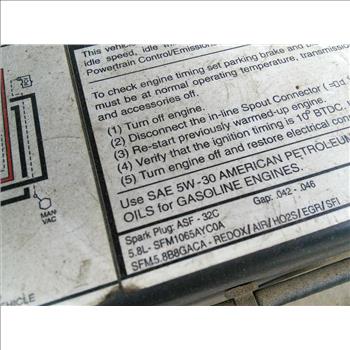 This vehicle
idle speed, idle mi
Powertrain Control/Emissions
To check engine timing set parking brake and
must be at normal operating temperature, transmiss
and accessories off.
(1) Turn off engine.
(2) Disconnect the in-line Spout Connector (
(3) Re-start previously warmed-up engine.
(4) Verify that the ignition timing is 10° BTDC.
(5) Turn engine off and restore electrical con
Use SAE 5W-30 AMERICAN PETROLEUM
OILS for GASOLINE ENGINES.
Spark Plug: ASF - 32C Gap: .042 - .046
5.8L- SFM1065AYC0A
SFM5.8B8GACA - REDOX/AIR/HO2S/EGR/SFI
MAN
VAC
HICLE